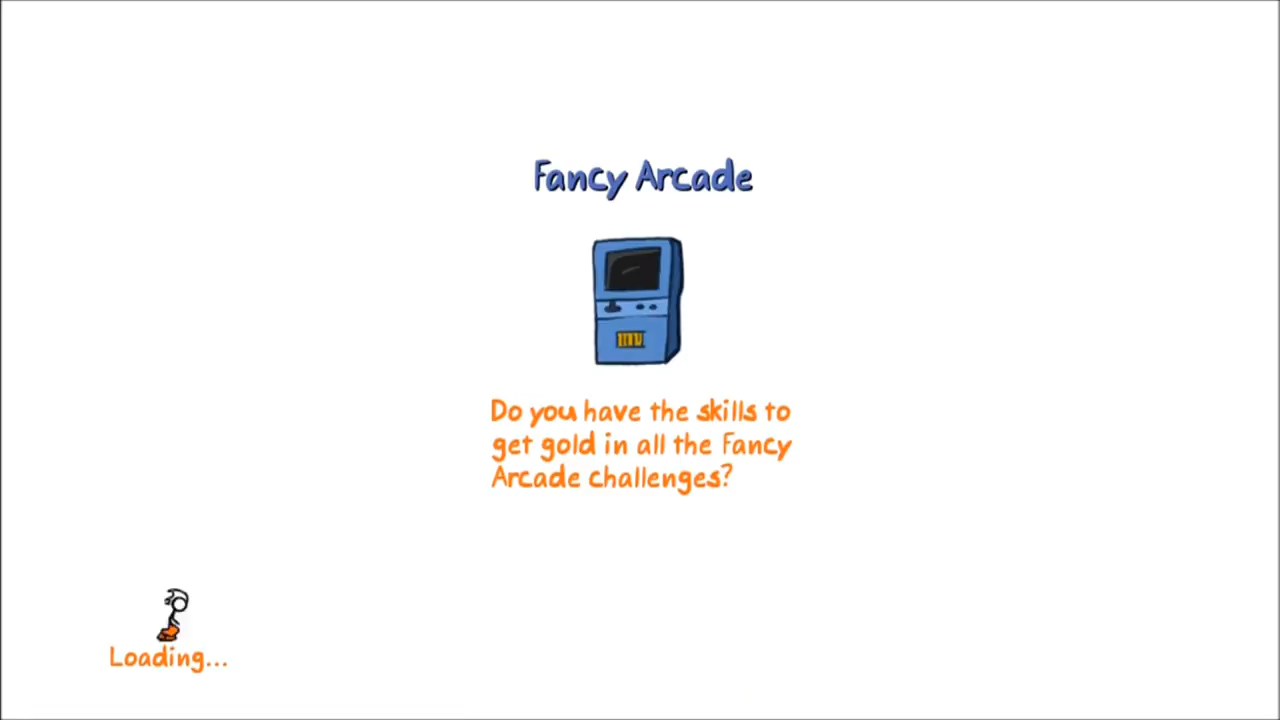 Fancy Arcade
Do you have the skills to
get gold in all the Fancy
Arcade challenges?
Loading...